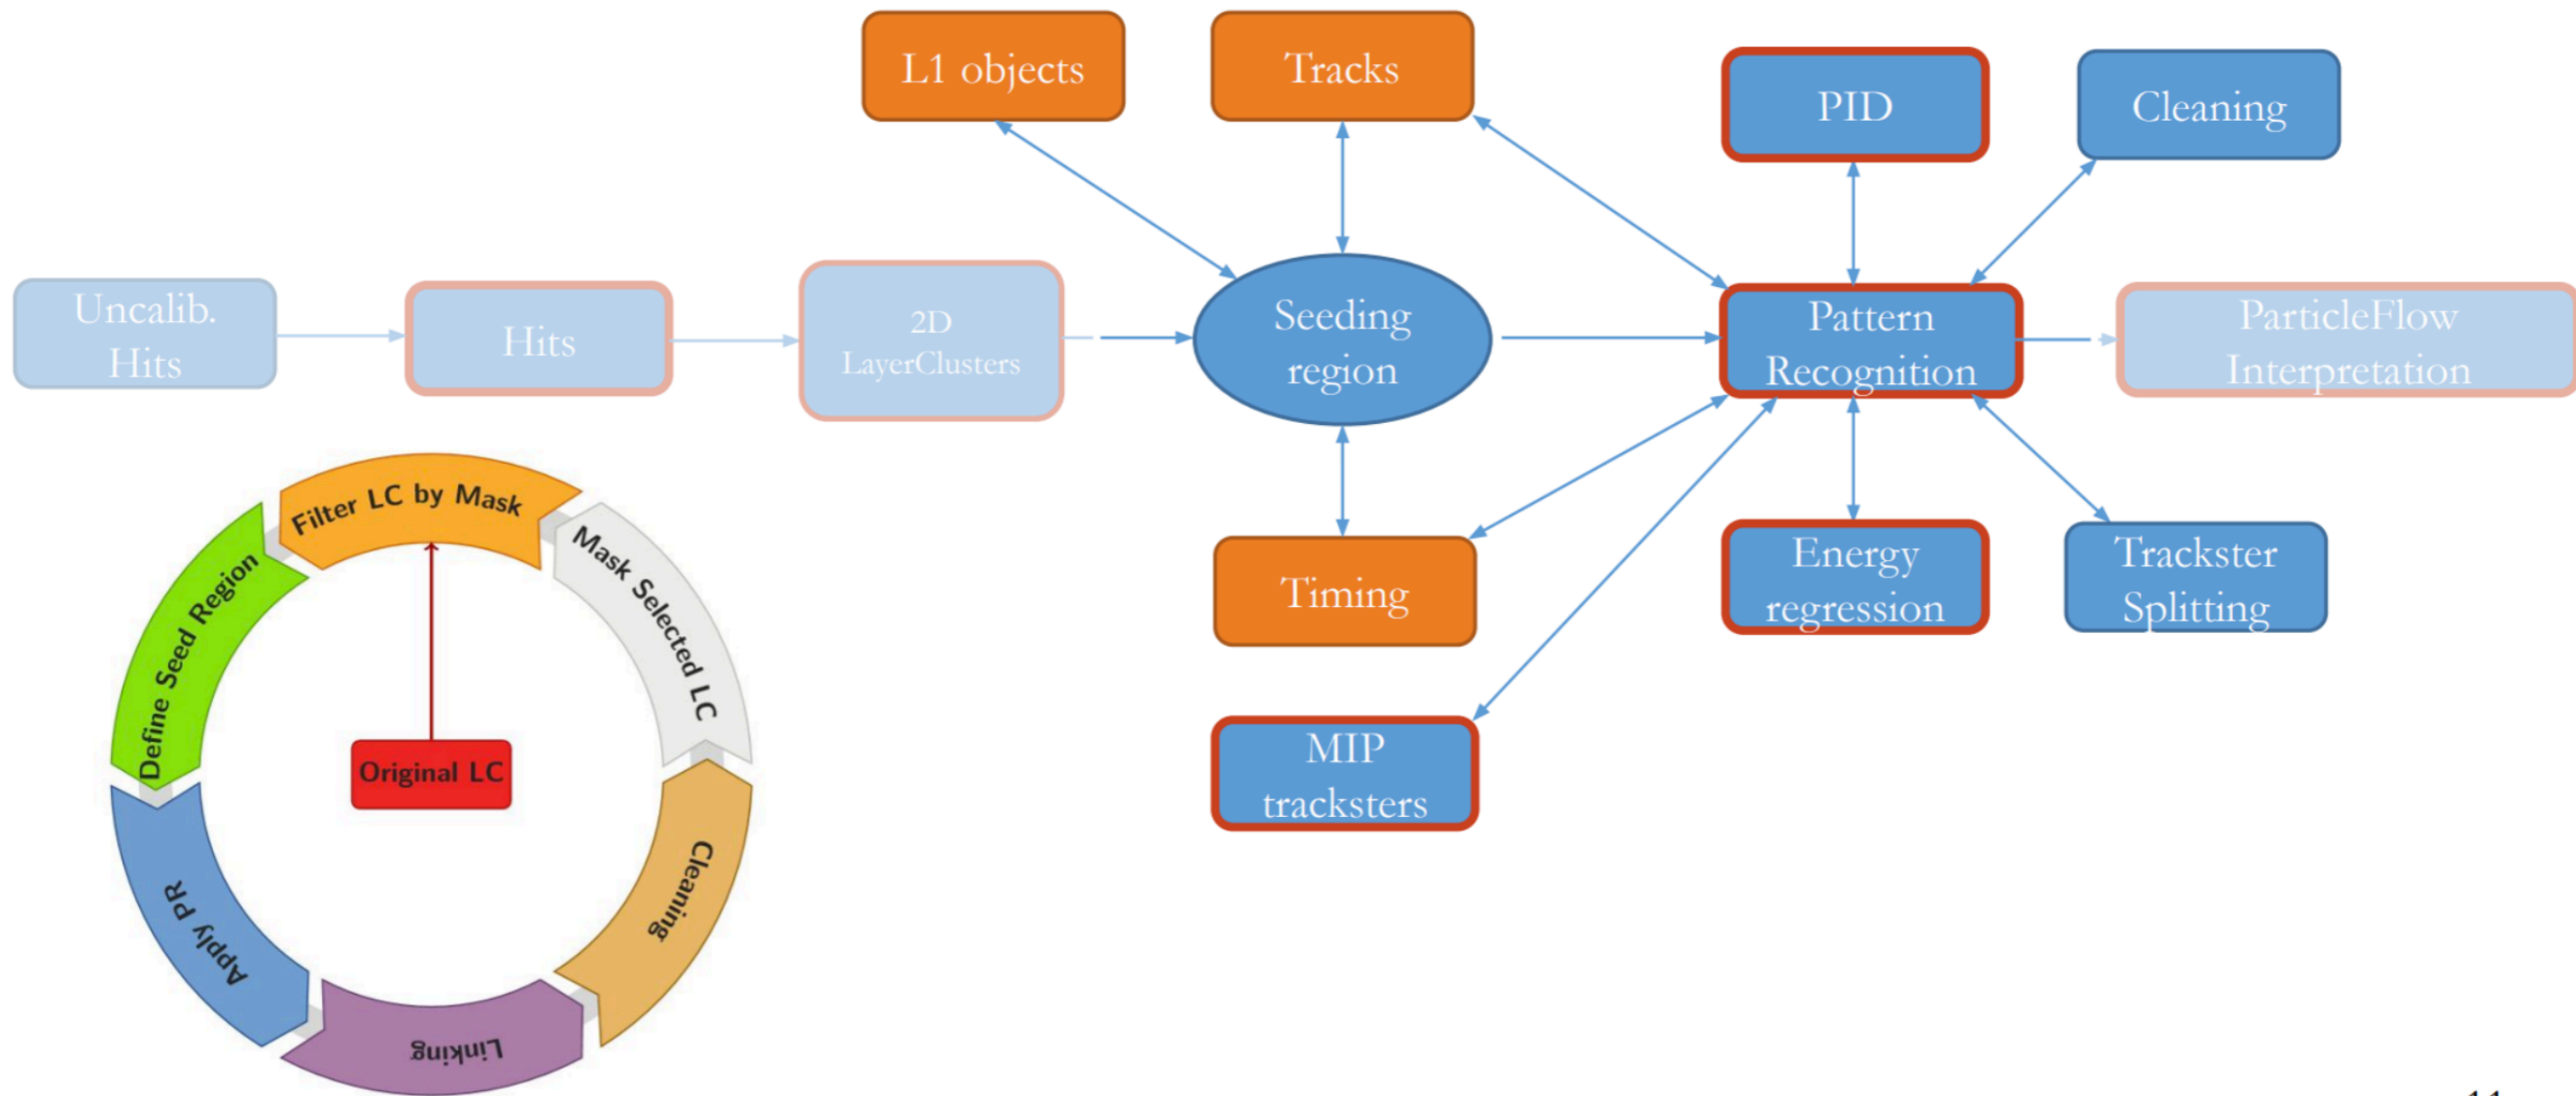 L1 objects
Tracks
PID
Cleaning
Uncalib.
Hits
Hits
2D
LayerClusters
Seeding
region
Pattern
Recognition
ParticleFlow
Interpretation
Timing
Energy
regression
Trackster
Splitting
MIP
tracksters
Filter LC by Mask
Mask Selected LC
Define Seed Region
Original LC
Cleaning
Apply PR
Linking
11